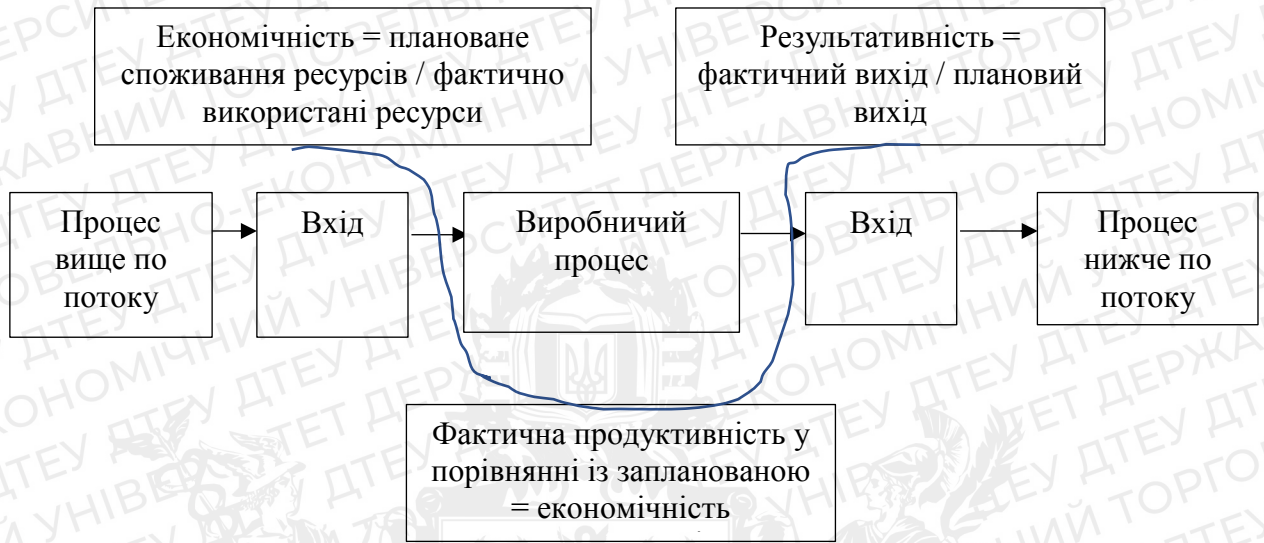 Економічність = плановане
споживання ресурсів / фактично
використані ресурси
Результативність =
фактичний вихід / плановий
вихід
Процес
вище по
потоку
Вхід
Виробничий
процес
Вхід
Процес
нижче по
потоку
Фактична продуктивність у
порівнянні із запланованою
= економічність